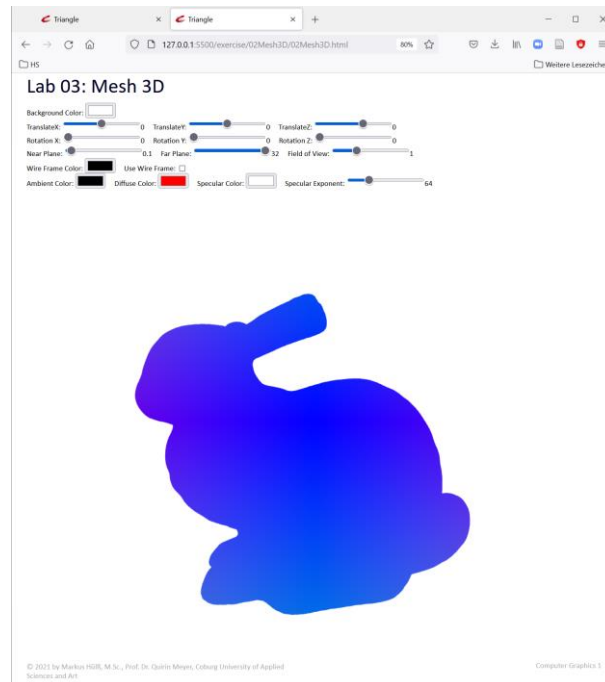 Triangle × Triangle × +
127.0.0.1:5500/exercise/02Mesh3D/02Mesh3D.html 80%
HS Weitere Lesezeichen
Lab 03: Mesh 3D
Background Color:
TranslateX: 0 TranslateY: 0 TranslateZ: 0
Rotation X: 0 Rotation Y: 0 Rotation Z: 0
Near Plane: 0.1 Far Plane: 32 Field of View: 1
Wire Frame Color: Use Wire Frame:
Ambient Color: Diffuse Color: Specular Color: Specular Exponent: 64
© 2021 by Markus M.Sc., Prof. Dr. Quirin Meyer, Coburg University of Applied
Sciences and Art
Computer Graphics 1